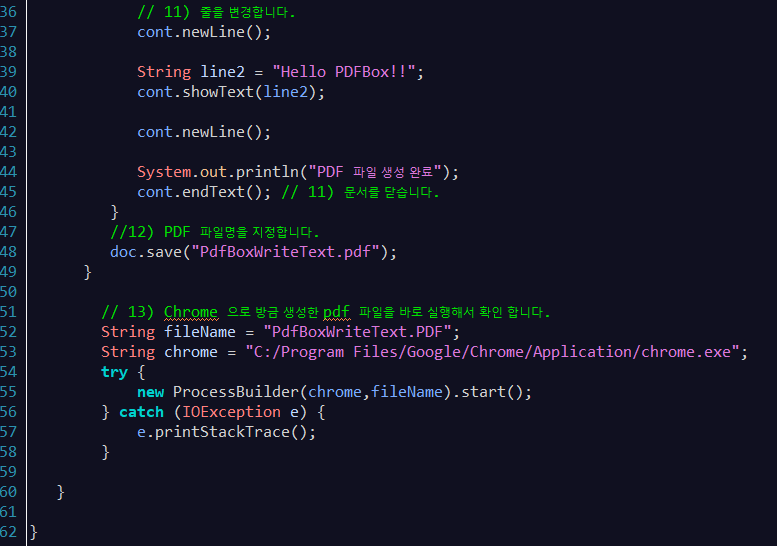 36 // 11) 줄을 변경합니다.
37 cont.newLine();
38
39 String line2 = "Hello PDFBox!!";
40 cont.showText(line2);
41
42 cont.newLine();
43
44 System.out.println("PDF 파일 생성 완료");
45 cont.endText(); // 11) 문서를 닫습니다.
46 }
47 //12) PDF 파일명을 지정합니다.
48 doc.save("PdfBoxWriteText.pdf");
49 }
50
51 // 13) Chrome 으로 방금 생성한 pdf 파일을 바로 실행해서 확인 합니다.
52 String fileName = "PdfBoxWriteText.PDF";
53 String chrome = "C:/Program Files/Google/Chrome/Application/chrome.exe";
54 try {
55 new ProcessBuilder(chrome,fileName).start();
56 } catch (IOException e) {
57 e.printStackTrace();
58 }
59
60 }
61
62 }